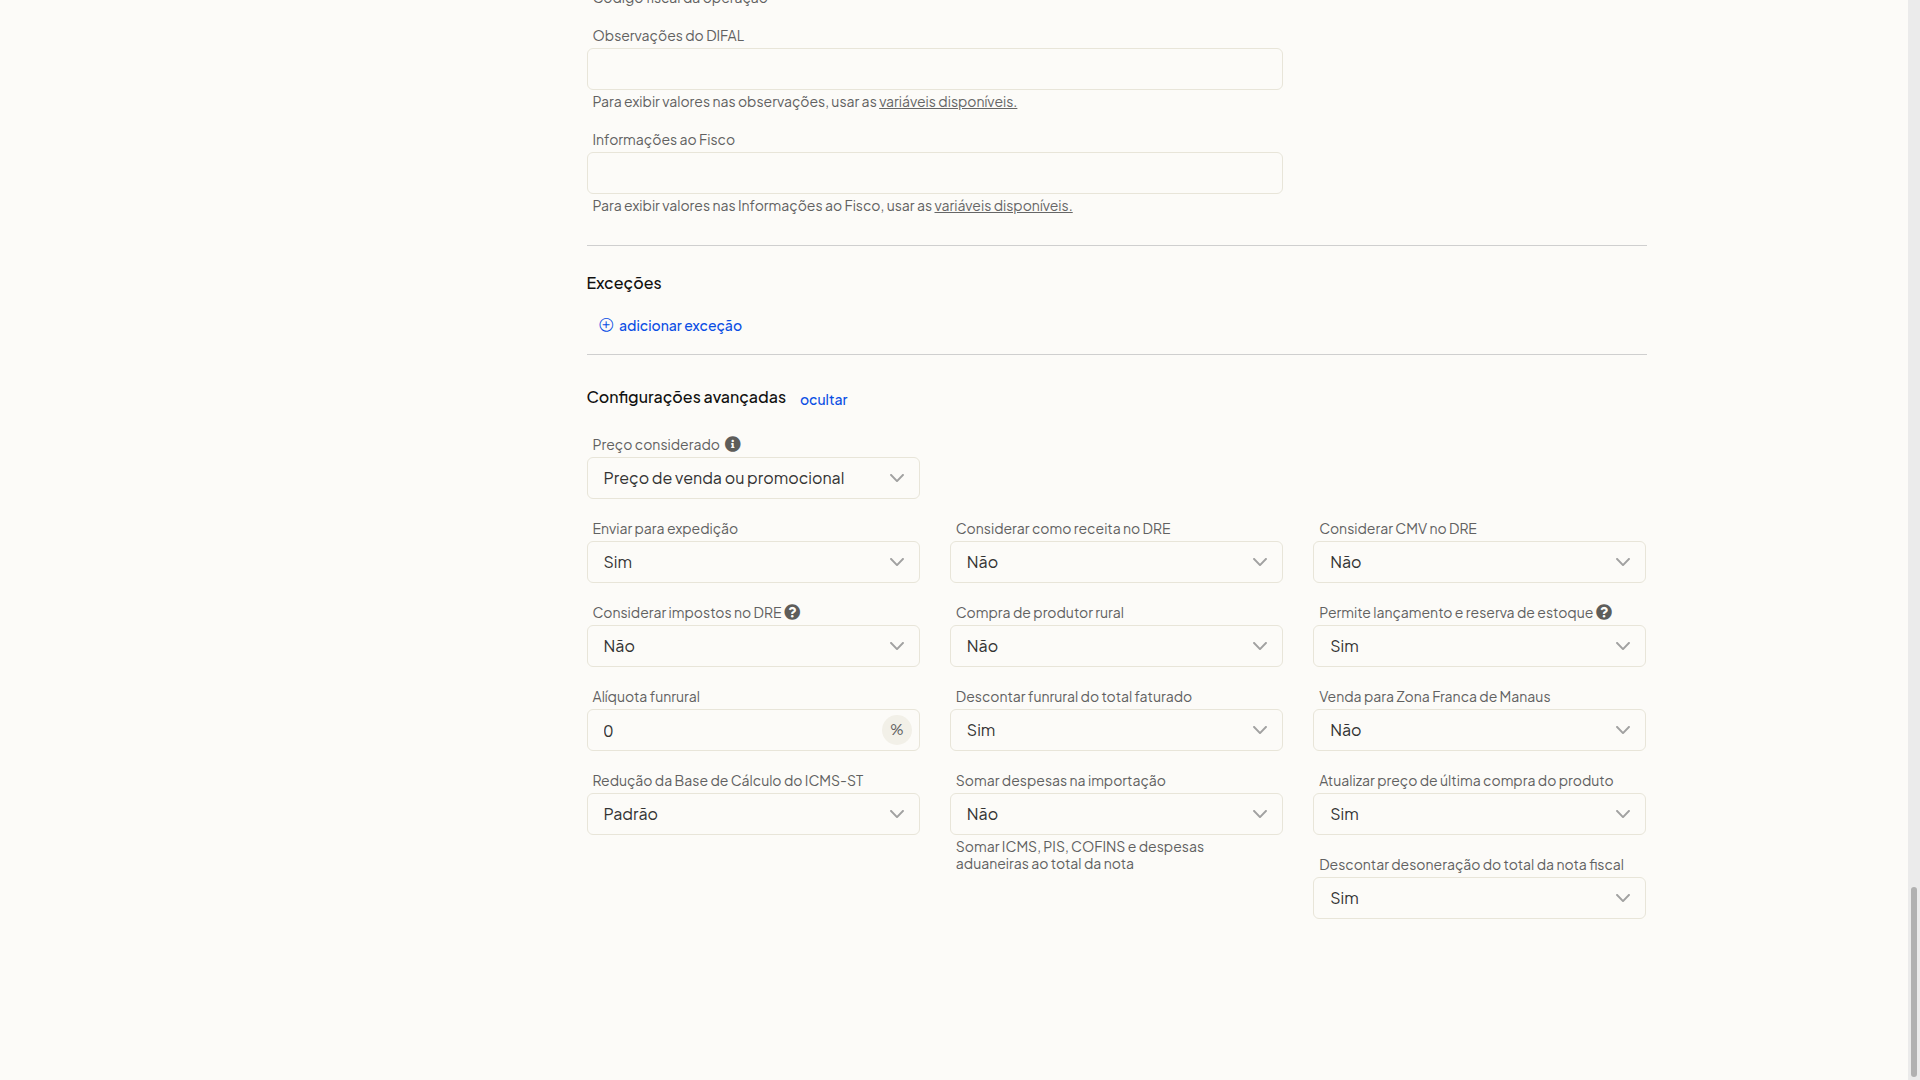 Código fiscal da operação
Observações do DIFAL
Para exibir valores nas observações, usar as variáveis disponíveis.
Informações ao Fisco
Para exibir valores nas Informações ao Fisco, usar as variáveis disponíveis.
Exceções
adicionar exceção
Configurações avançadas ocultar
Preço considerado
Preço de venda ou promocional
Enviar para expedição
Sim
Considerar como receita no DRE
Não
Considerar CMV no DRE
Não
Considerar impostos no DRE
Não
Compra de produtor rural
Não
Permite lançamento e reserva de estoque
Sim
Alíquota funrural
0 %
Descontar funrural do total faturado
Sim
Venda para Zona Franca de Manaus
Não
Redução da Base de Cálculo do ICMS-ST
Padrão
Somar despesas na importação
Não
Somar ICMS, PIS, COFINS e despesas
aduaneiras ao total da nota
Atualizar preço de última compra do produto
Sim
Descontar desoneração do total da nota fiscal
Sim